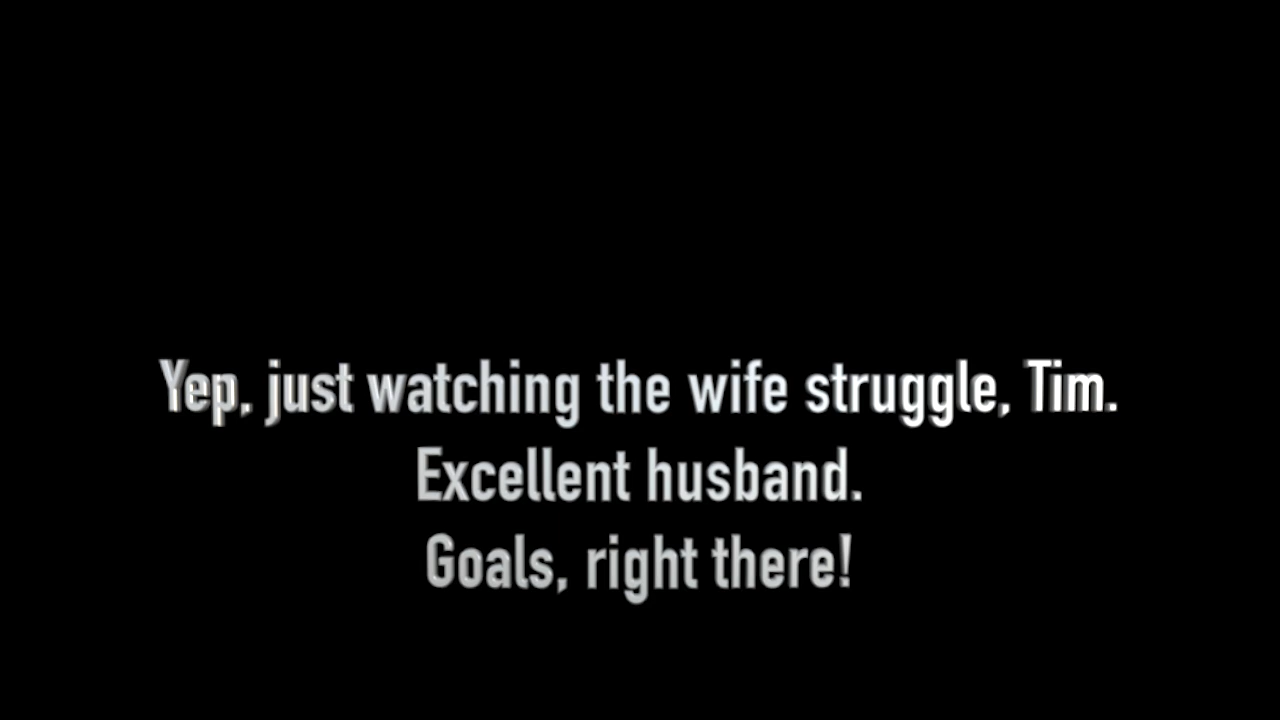 Yep, just watching the wife struggle, Tim.
Excellent husband.
Goals, right there!